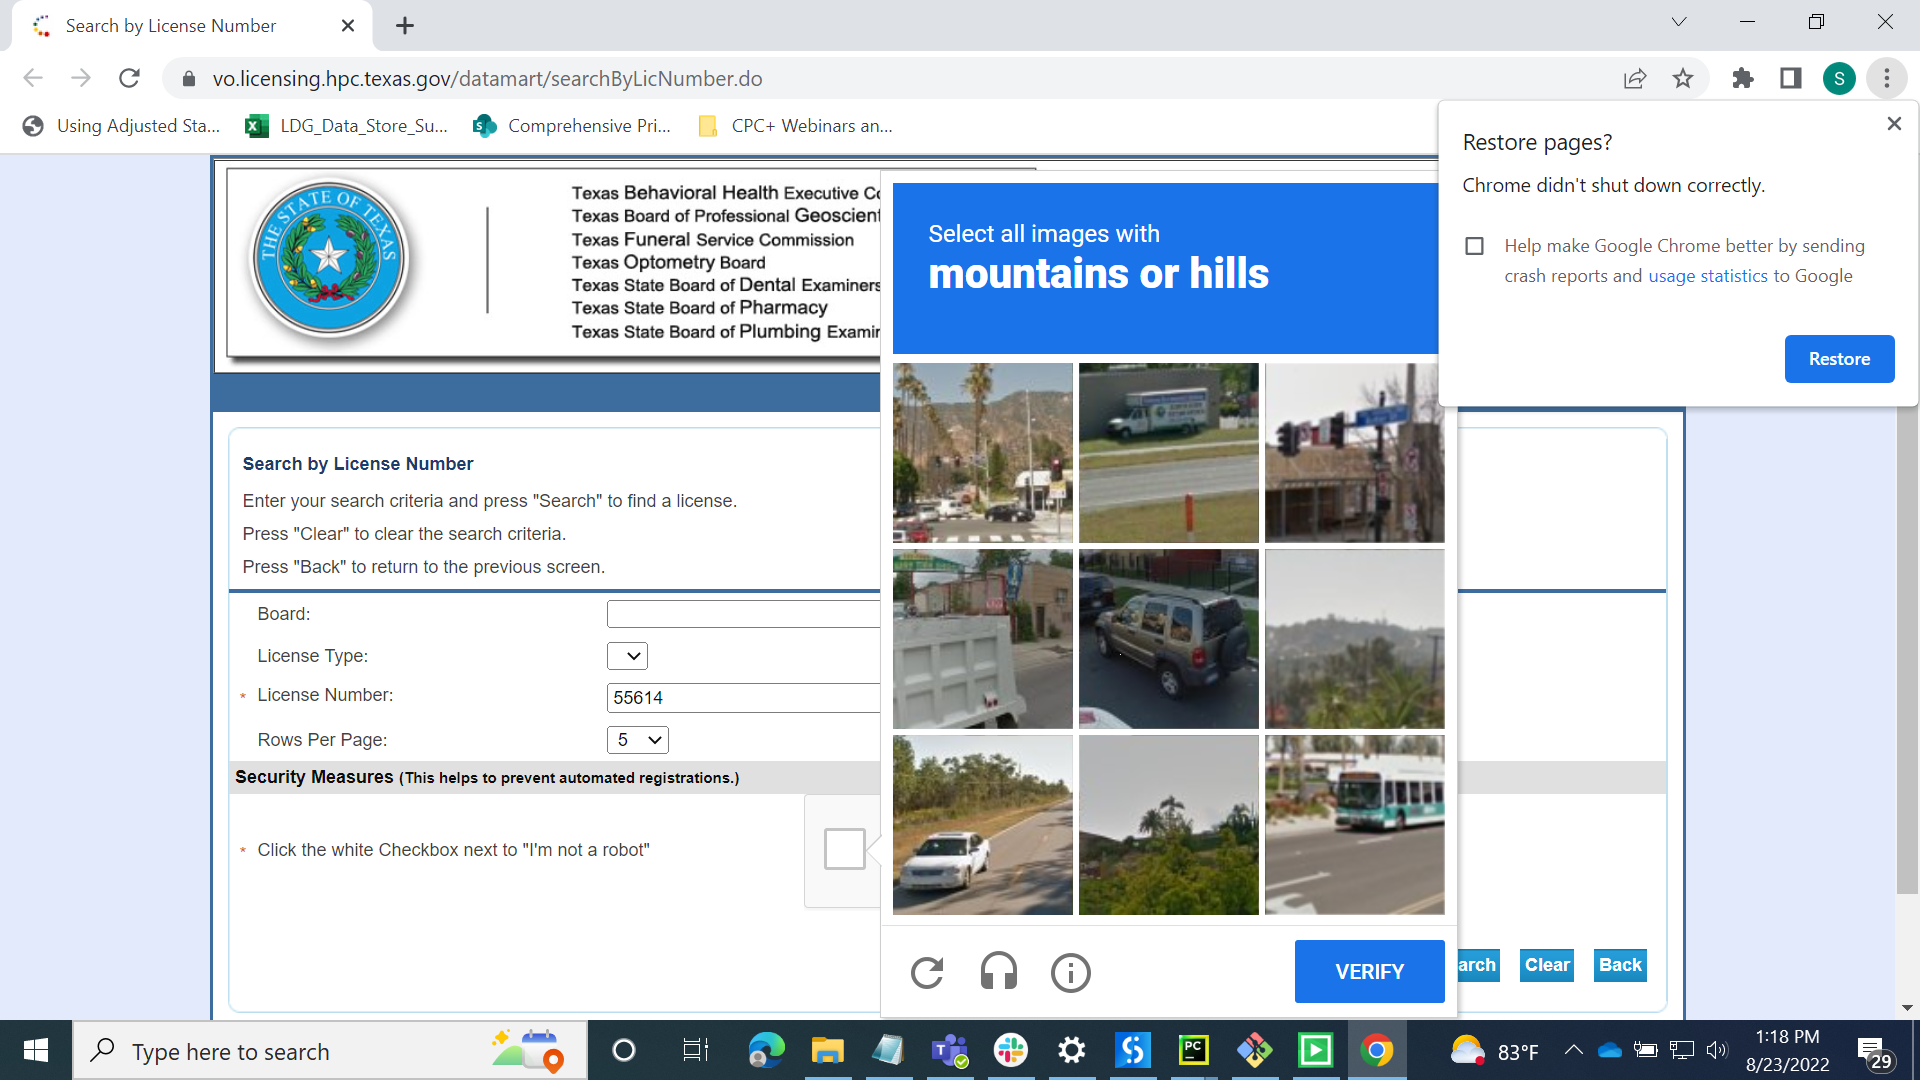 Search by License Number
vo.licensing.hpc.texas.gov/datamart/searchByLicNumber.do
S
Using Adjusted Sta...
LDG_Data_Store_Su...
Comprehensive Pri...
CPC+ Webinars an...
Restore pages?
Chrome didn't shut down correctly.
Help make Google Chrome better by sending
crash reports and usage statistics to Google
Restore
THE STATE OF TEXAS
Texas Behavioral Health Executive Co
Texas Board of Professional Geoscient
Texas Funeral Service Commission
Texas Optometry Board
Texas State Board of Dental Examiners
Texas State Board of Pharmacy
Texas State Board of Plumbing Examin
Select all images with
mountains or hills
Search by License Number
Enter your search criteria and press "Search" to find a license.
Press "Clear" to clear the search criteria.
Press "Back" to return to the previous screen.
Board:
License Type:
* License Number: 55614
Rows Per Page: 5
Security Measures (This helps to prevent automated registrations.)
* Click the white Checkbox next to "I'm not a robot"
VERIFY
arch
Clear
Back
Type here to search
PC
83°F
1:18 PM
8/23/2022
29